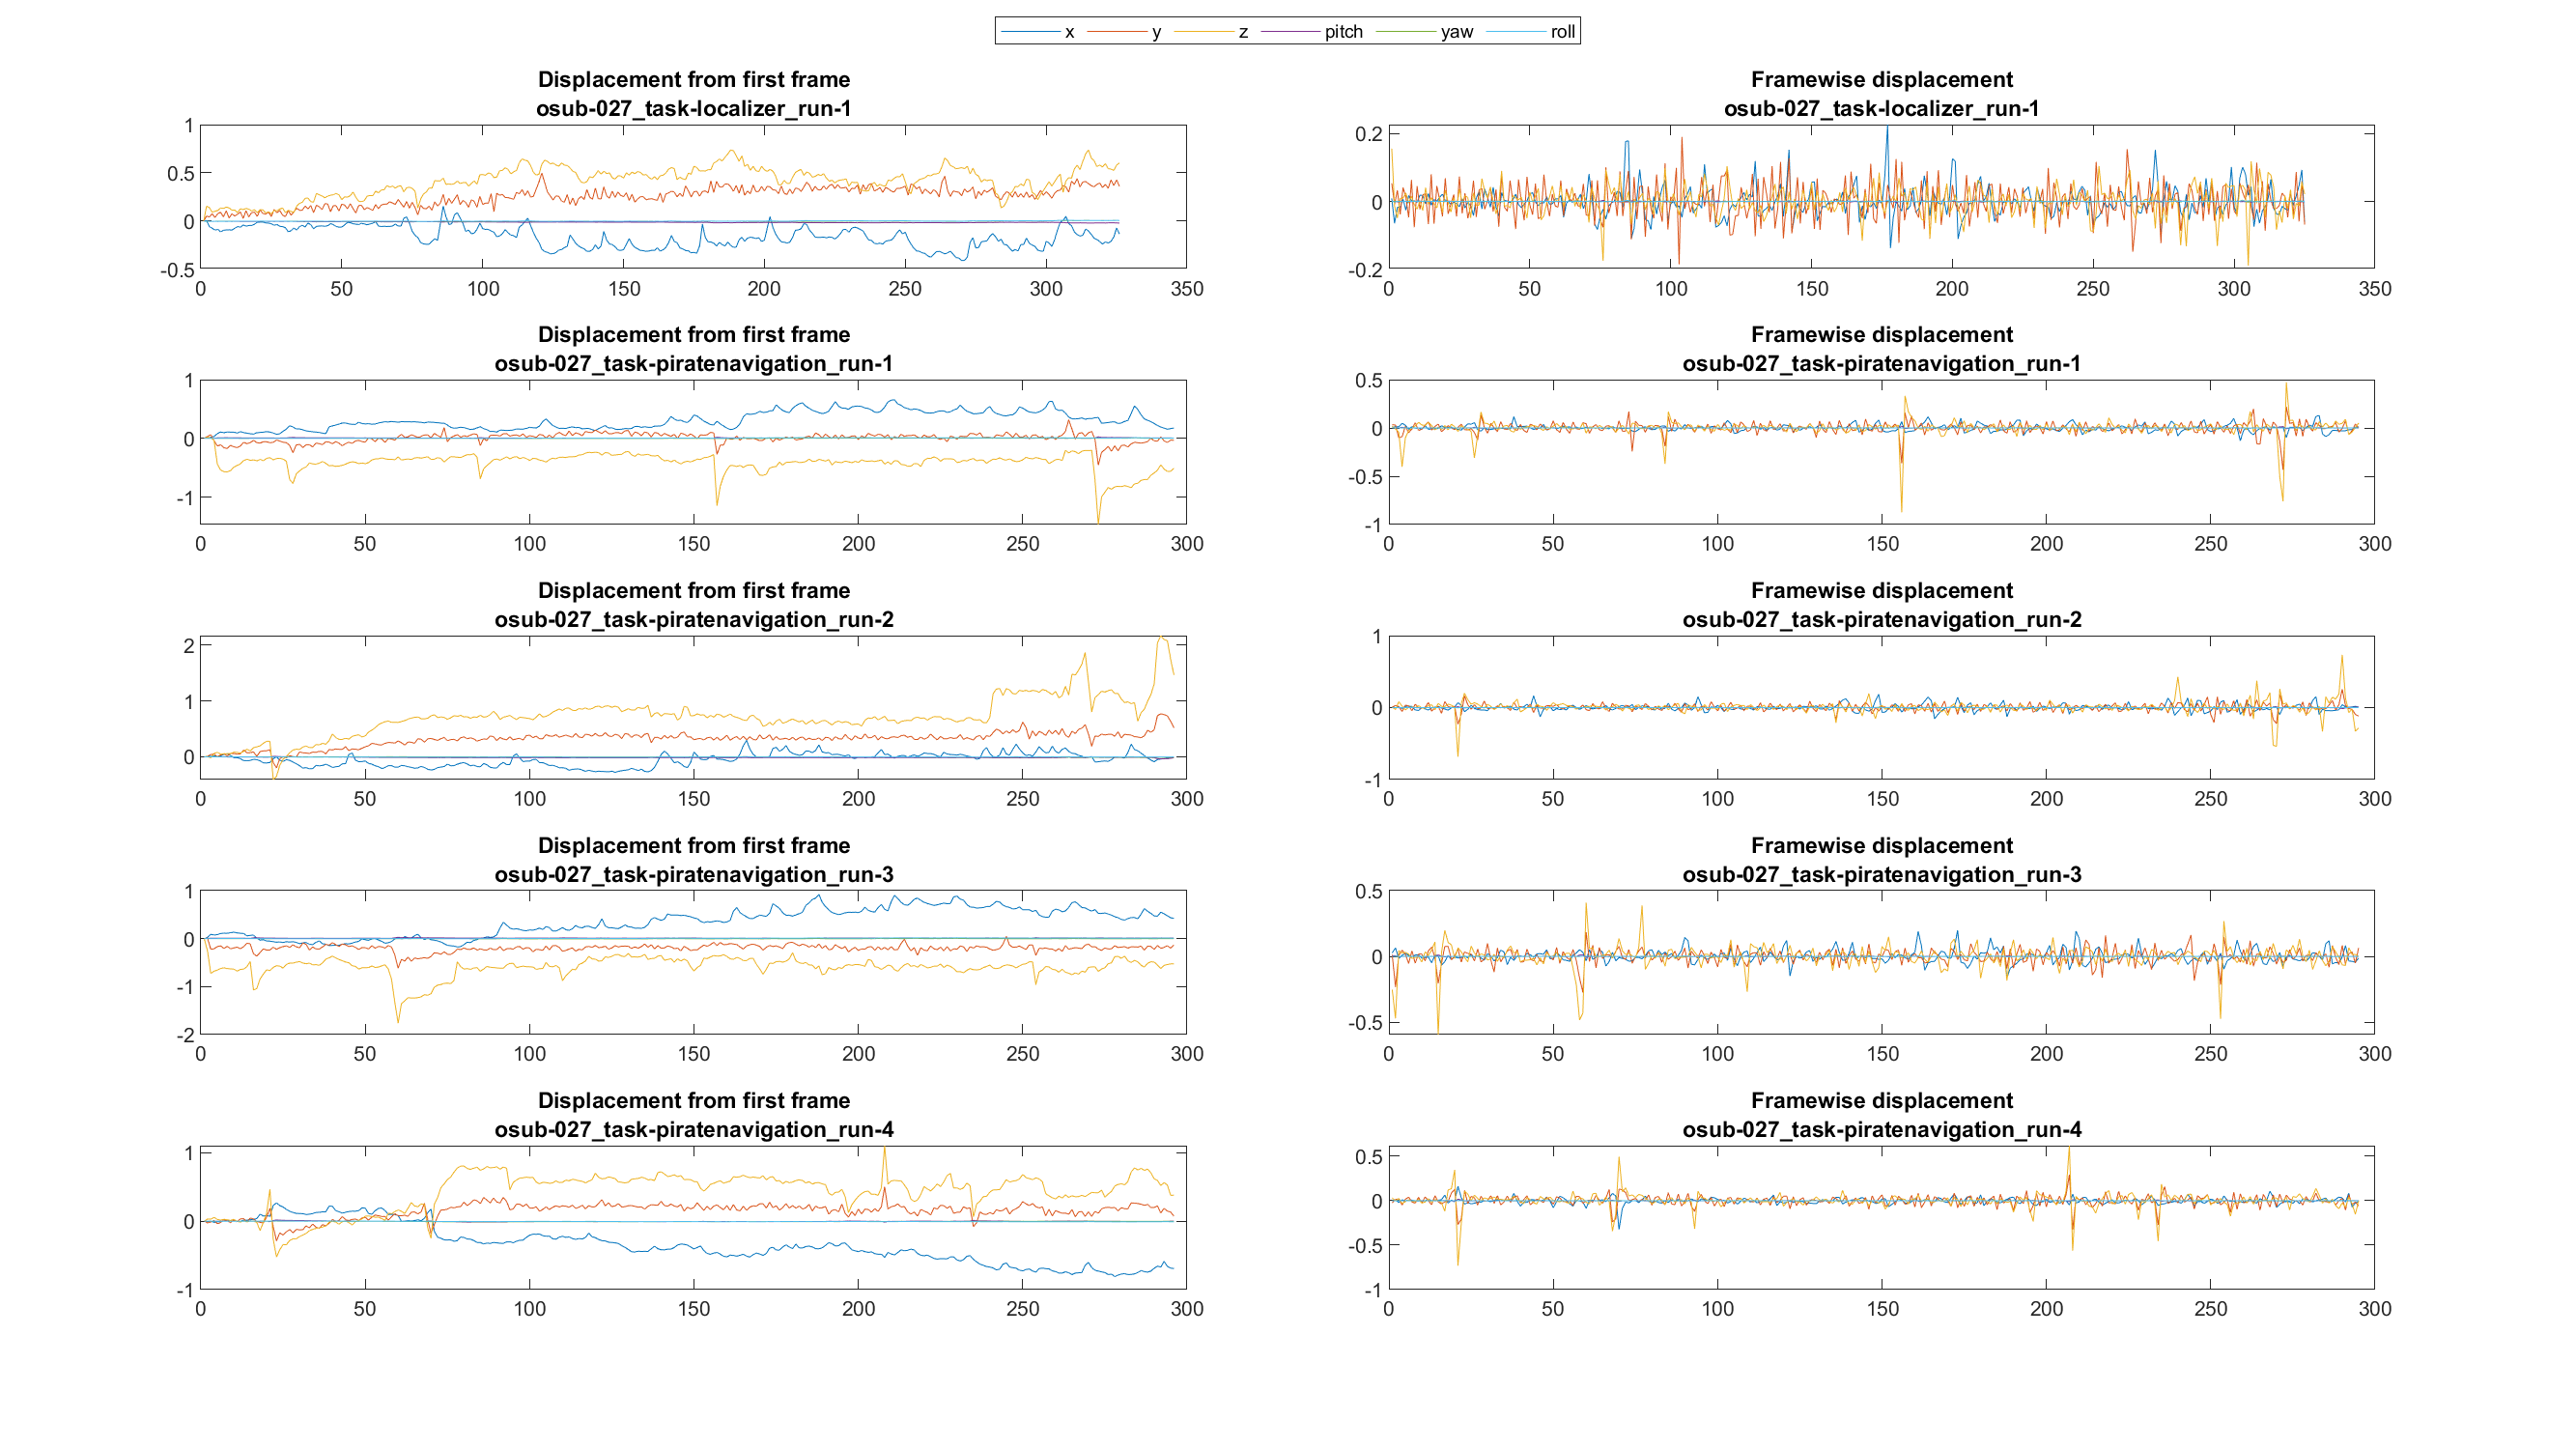 x y z pitch yaw roll
Displacement from first frame
osub-027_task-localizer_run-1
1
0.5
0
-0.5
0 50 100 150 200 250 300 350
Framewise displacement
osub-027_task-localizer_run-1
0.2
0
-0.2
0 50 100 150 200 250 300 350
Displacement from first frame
osub-027_task-piratenavigation_run-1
1
0
-1
0 50 100 150 200 250 300
Framewise displacement
osub-027_task-piratenavigation_run-1
0.5
0
-0.5
-1
0 50 100 150 200 250 300
Displacement from first frame
osub-027_task-piratenavigation_run-2
2
1
0
0 50 100 150 200 250 300
Framewise displacement
osub-027_task-piratenavigation_run-2
1
0
-1
0 50 100 150 200 250 300
Displacement from first frame
osub-027_task-piratenavigation_run-3
1
0
-1
-2
0 50 100 150 200 250 300
Framewise displacement
osub-027_task-piratenavigation_run-3
0.5
0
-0.5
0 50 100 150 200 250 300
Displacement from first frame
osub-027_task-piratenavigation_run-4
1
0
-1
0 50 100 150 200 250 300
Framewise displacement
osub-027_task-piratenavigation_run-4
0.5
0
-0.5
-1
0 50 100 150 200 250 300